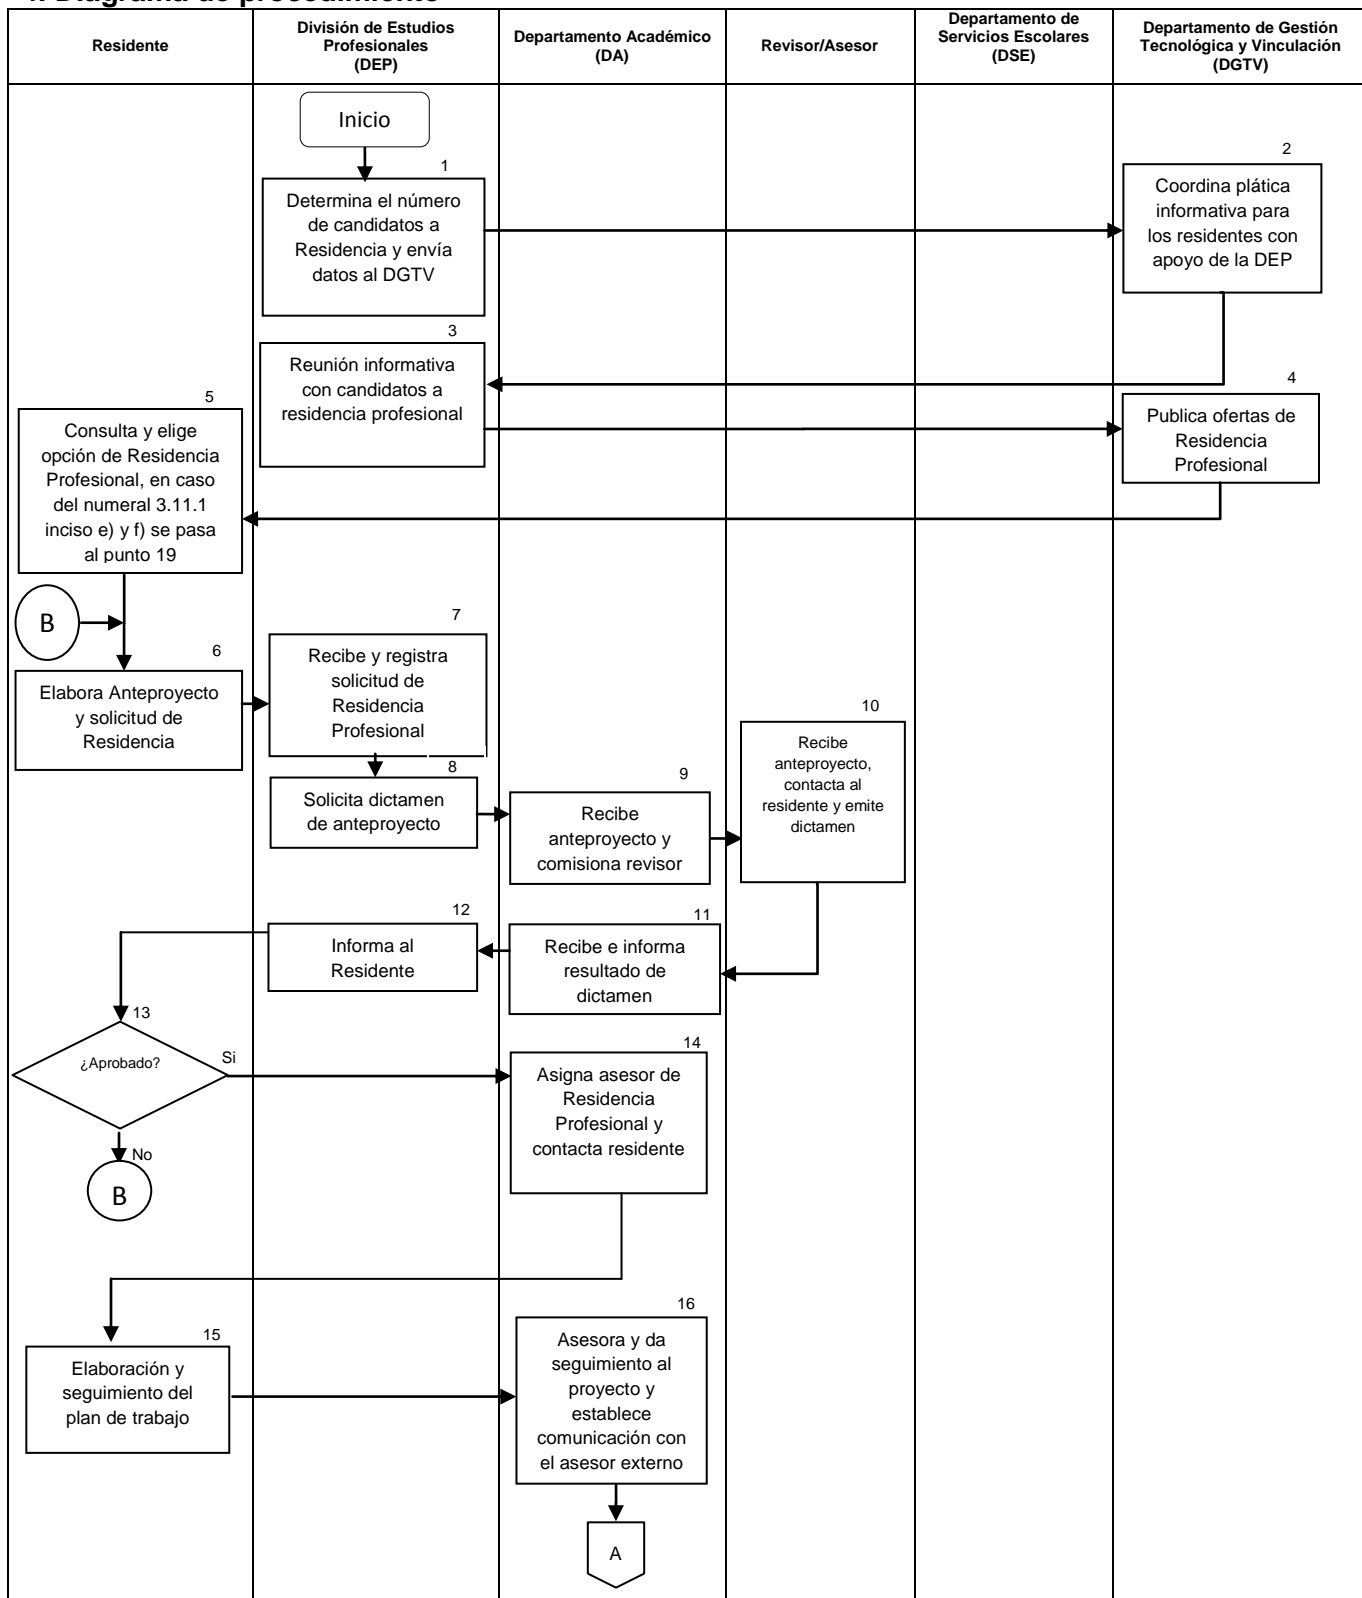 4. Diagrama de procedimiento
Residente
División de Estudios
Profesionales
(DEP)
Departamento Académico
(DA)
Revisor/Asesor
Departamento de
Servicios Escolares
(DSE)
Departamento de Gestión
Tecnológica y Vinculación
(DGTV)
Inicio
1
Determina el número
de candidatos a
Residencia y envía
datos al DGTV
2
Coordina plática
informativa para
los residentes con
apoyo de la DEP
3
Reunión informativa
con candidatos a
residencia profesional
4
Publica ofertas de
Residencia
Profesional
5
Consulta y elige
opción de Residencia
Profesional, en caso
del numeral 3.11.1
inciso e) y f) se pasa
al punto 19
B
6
Elabora Anteproyecto
y solicitud de
Residencia
7
Recibe y registra
solicitud de
Residencia
Profesional
8
Solicita dictamen
de anteproyecto
9
Recibe
anteproyecto y
comisiona revisor
10
Recibe
anteproyecto,
contacta al
residente y emite
dictamen
11
Recibe e informa
resultado de
dictamen
12
Informa al
Residente
13
¿Aprobado?
Si
No
B
14
Asigna asesor de
Residencia
Profesional y
contacta residente
15
Elaboración y
seguimiento del
plan de trabajo
16
Asesora y da
seguimiento al
proyecto y
establece
comunicación con
el asesor externo
A